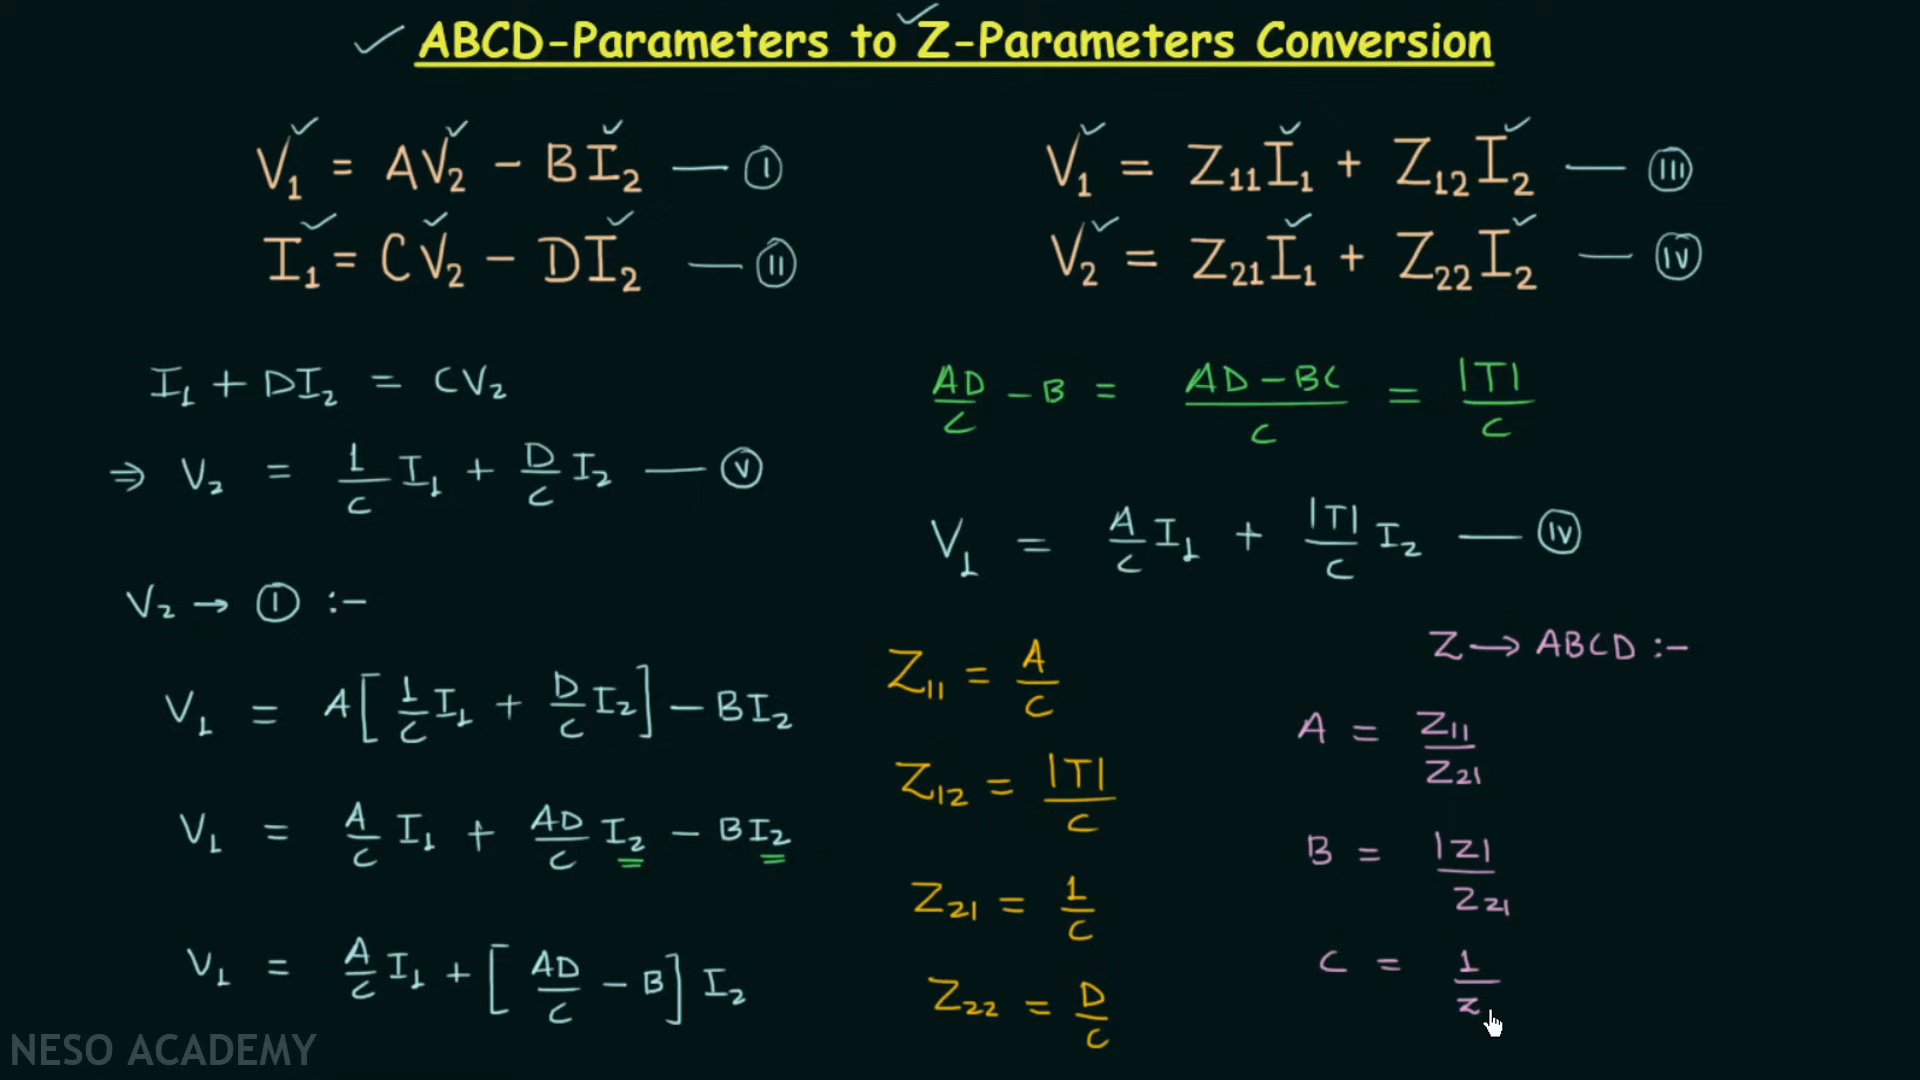 ABCD-Parameters to Z-Parameters Conversion
V₁ = AV₂ − BI₂ — (I)
I₁ = CV₂ − DI₂ — (II)
V₁ = Z₁₁I₁ + Z₁₂I₂ — (III)
V₂ = Z₂₁I₁ + Z₂₂I₂ — (IV)
I₁ + DI₂ = CV₂
⇒ V₂ = 1/C I₁ + D/C I₂ — (V)
V₂ → (I) :-
V₁ = A[1/C I₁ + D/C I₂] − BI₂
V₁ = A/C I₁ + AD/C I₂ − BI₂
V₁ = A/C I₁ + [AD/C − B] I₂
AD/C − B = AD − BC/C = |T|/C
V₁ = A/C I₁ + |T|/C I₂ — (IV)
Z₁₁ = A/C
Z₁₂ = |T|/C
Z₂₁ = 1/C
Z₂₂ = D/C
Z → ABCD :-
A = Z₁₁/Z₂₁
B = |Z|/Z₂₁
C = 1/Z
NESO ACADEMY